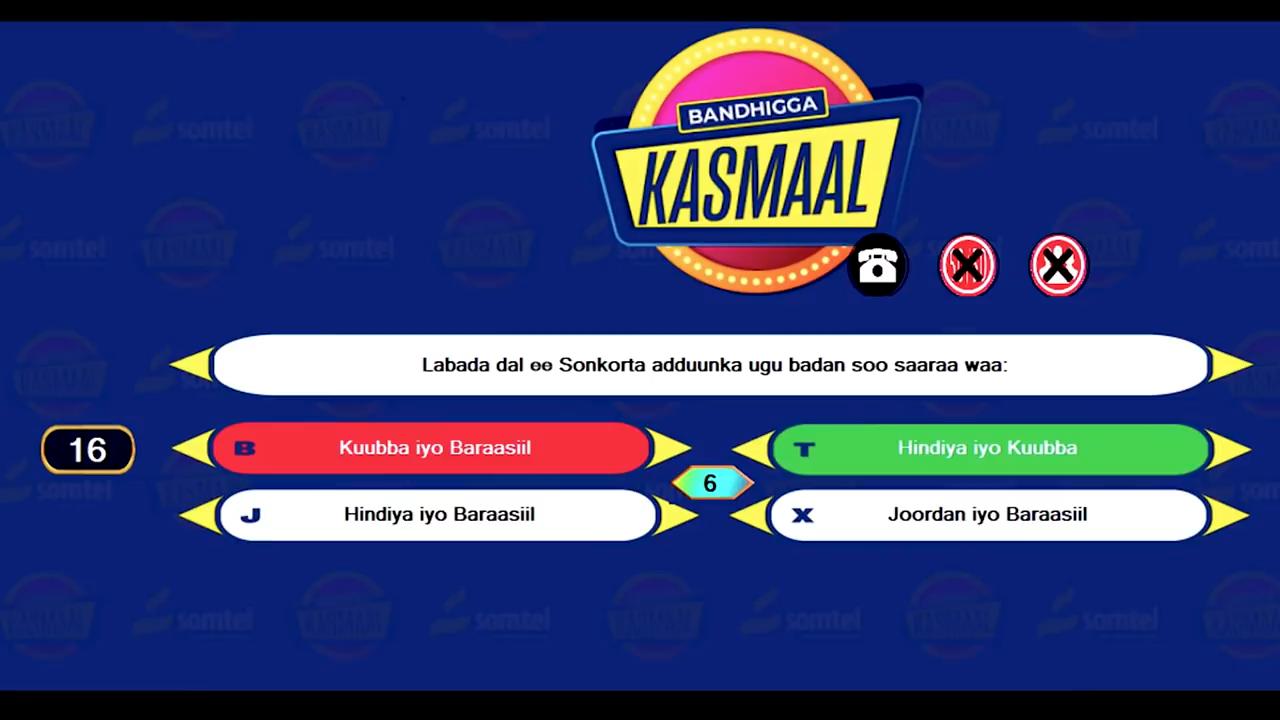 BANDHIGGA
KASMAAL
Labada dal ee Sonkorta adduunka ugu badan soo saaraa waa:
16
B Kuubba iyo Baraasiil
T Hindiya iyo Kuubba
6
J Hindiya iyo Baraasiil
X Joordan iyo Baraasiil
somtel